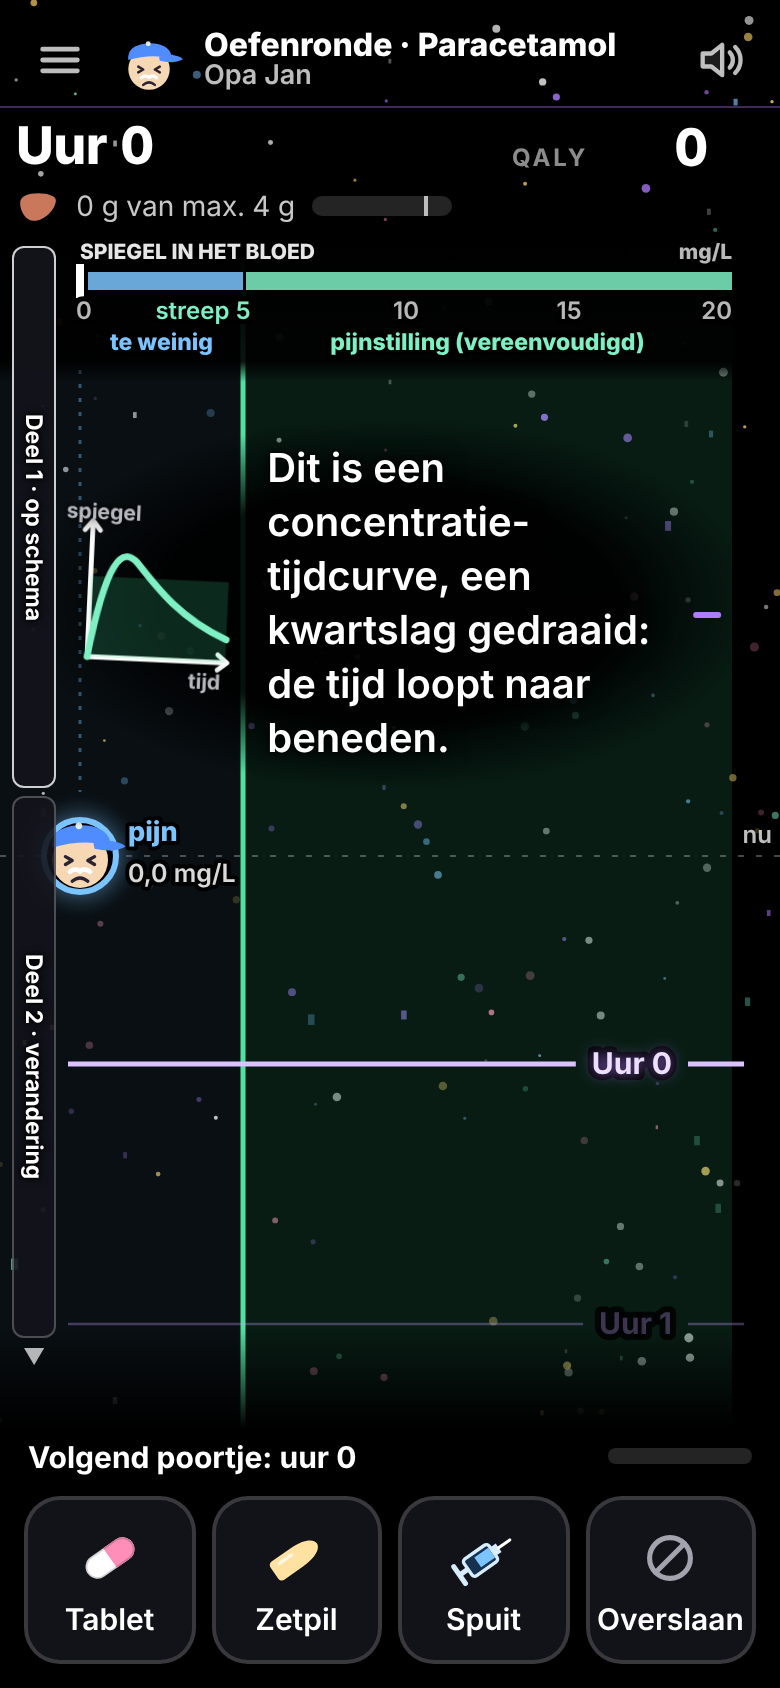 Oefenronde · Paracetamol
Opa Jan
Uur 0
QALY 0
0 g van max. 4 g
SPIEGEL IN HET BLOED mg/L
0 streep 5 10 15 20
te weinig pijnstilling (vereenvoudigd)
Deel 1 · op schema
spiegel
tijd
Dit is een
concentratie-
tijdcurve, een
kwartslag gedraaid:
de tijd loopt naar
beneden.
pijn
0,0 mg/L
nu
Deel 2 · verandering
Uur 0
Uur 1
Volgend poortje: uur 0
Tablet Zetpil Spuit Overslaan